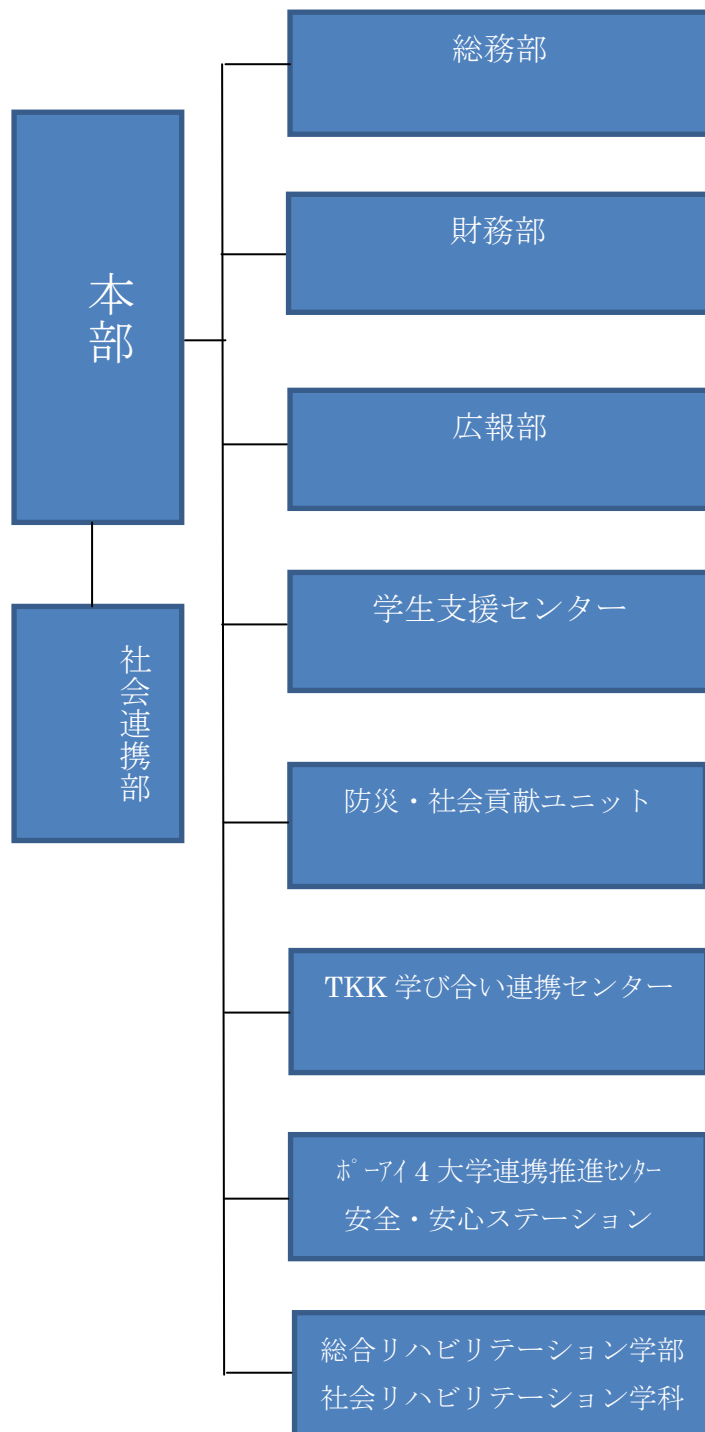 本部
社会連携部
総務部
財務部
広報部
学生支援センター
防災・社会貢献ユニット
TKK 学び合い連携センター
ﾎﾟｰｱｲ 4 大学連携推進ｾﾝﾀｰ
安全・安心ステーション
総合リハビリテーション学部
社会リハビリテーション学科